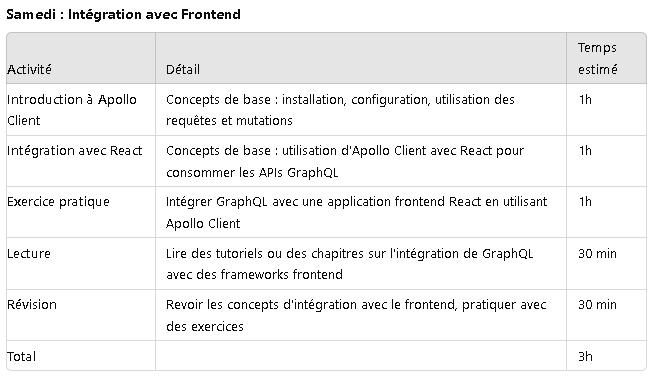 Samedi : Intégration avec Frontend
Activité Détail Temps estimé
Introduction à Apollo Client Concepts de base : installation, configuration, utilisation des requêtes et mutations 1h
Intégration avec React Concepts de base : utilisation d'Apollo Client avec React pour consommer les APIs GraphQL 1h
Exercice pratique Intégrer GraphQL avec une application frontend React en utilisant Apollo Client 1h
Lecture Lire des tutoriels ou des chapitres sur l'intégration de GraphQL avec des frameworks frontend 30 min
Révision Revoir les concepts d'intégration avec le frontend, pratiquer avec des exercices 30 min
Total 3h